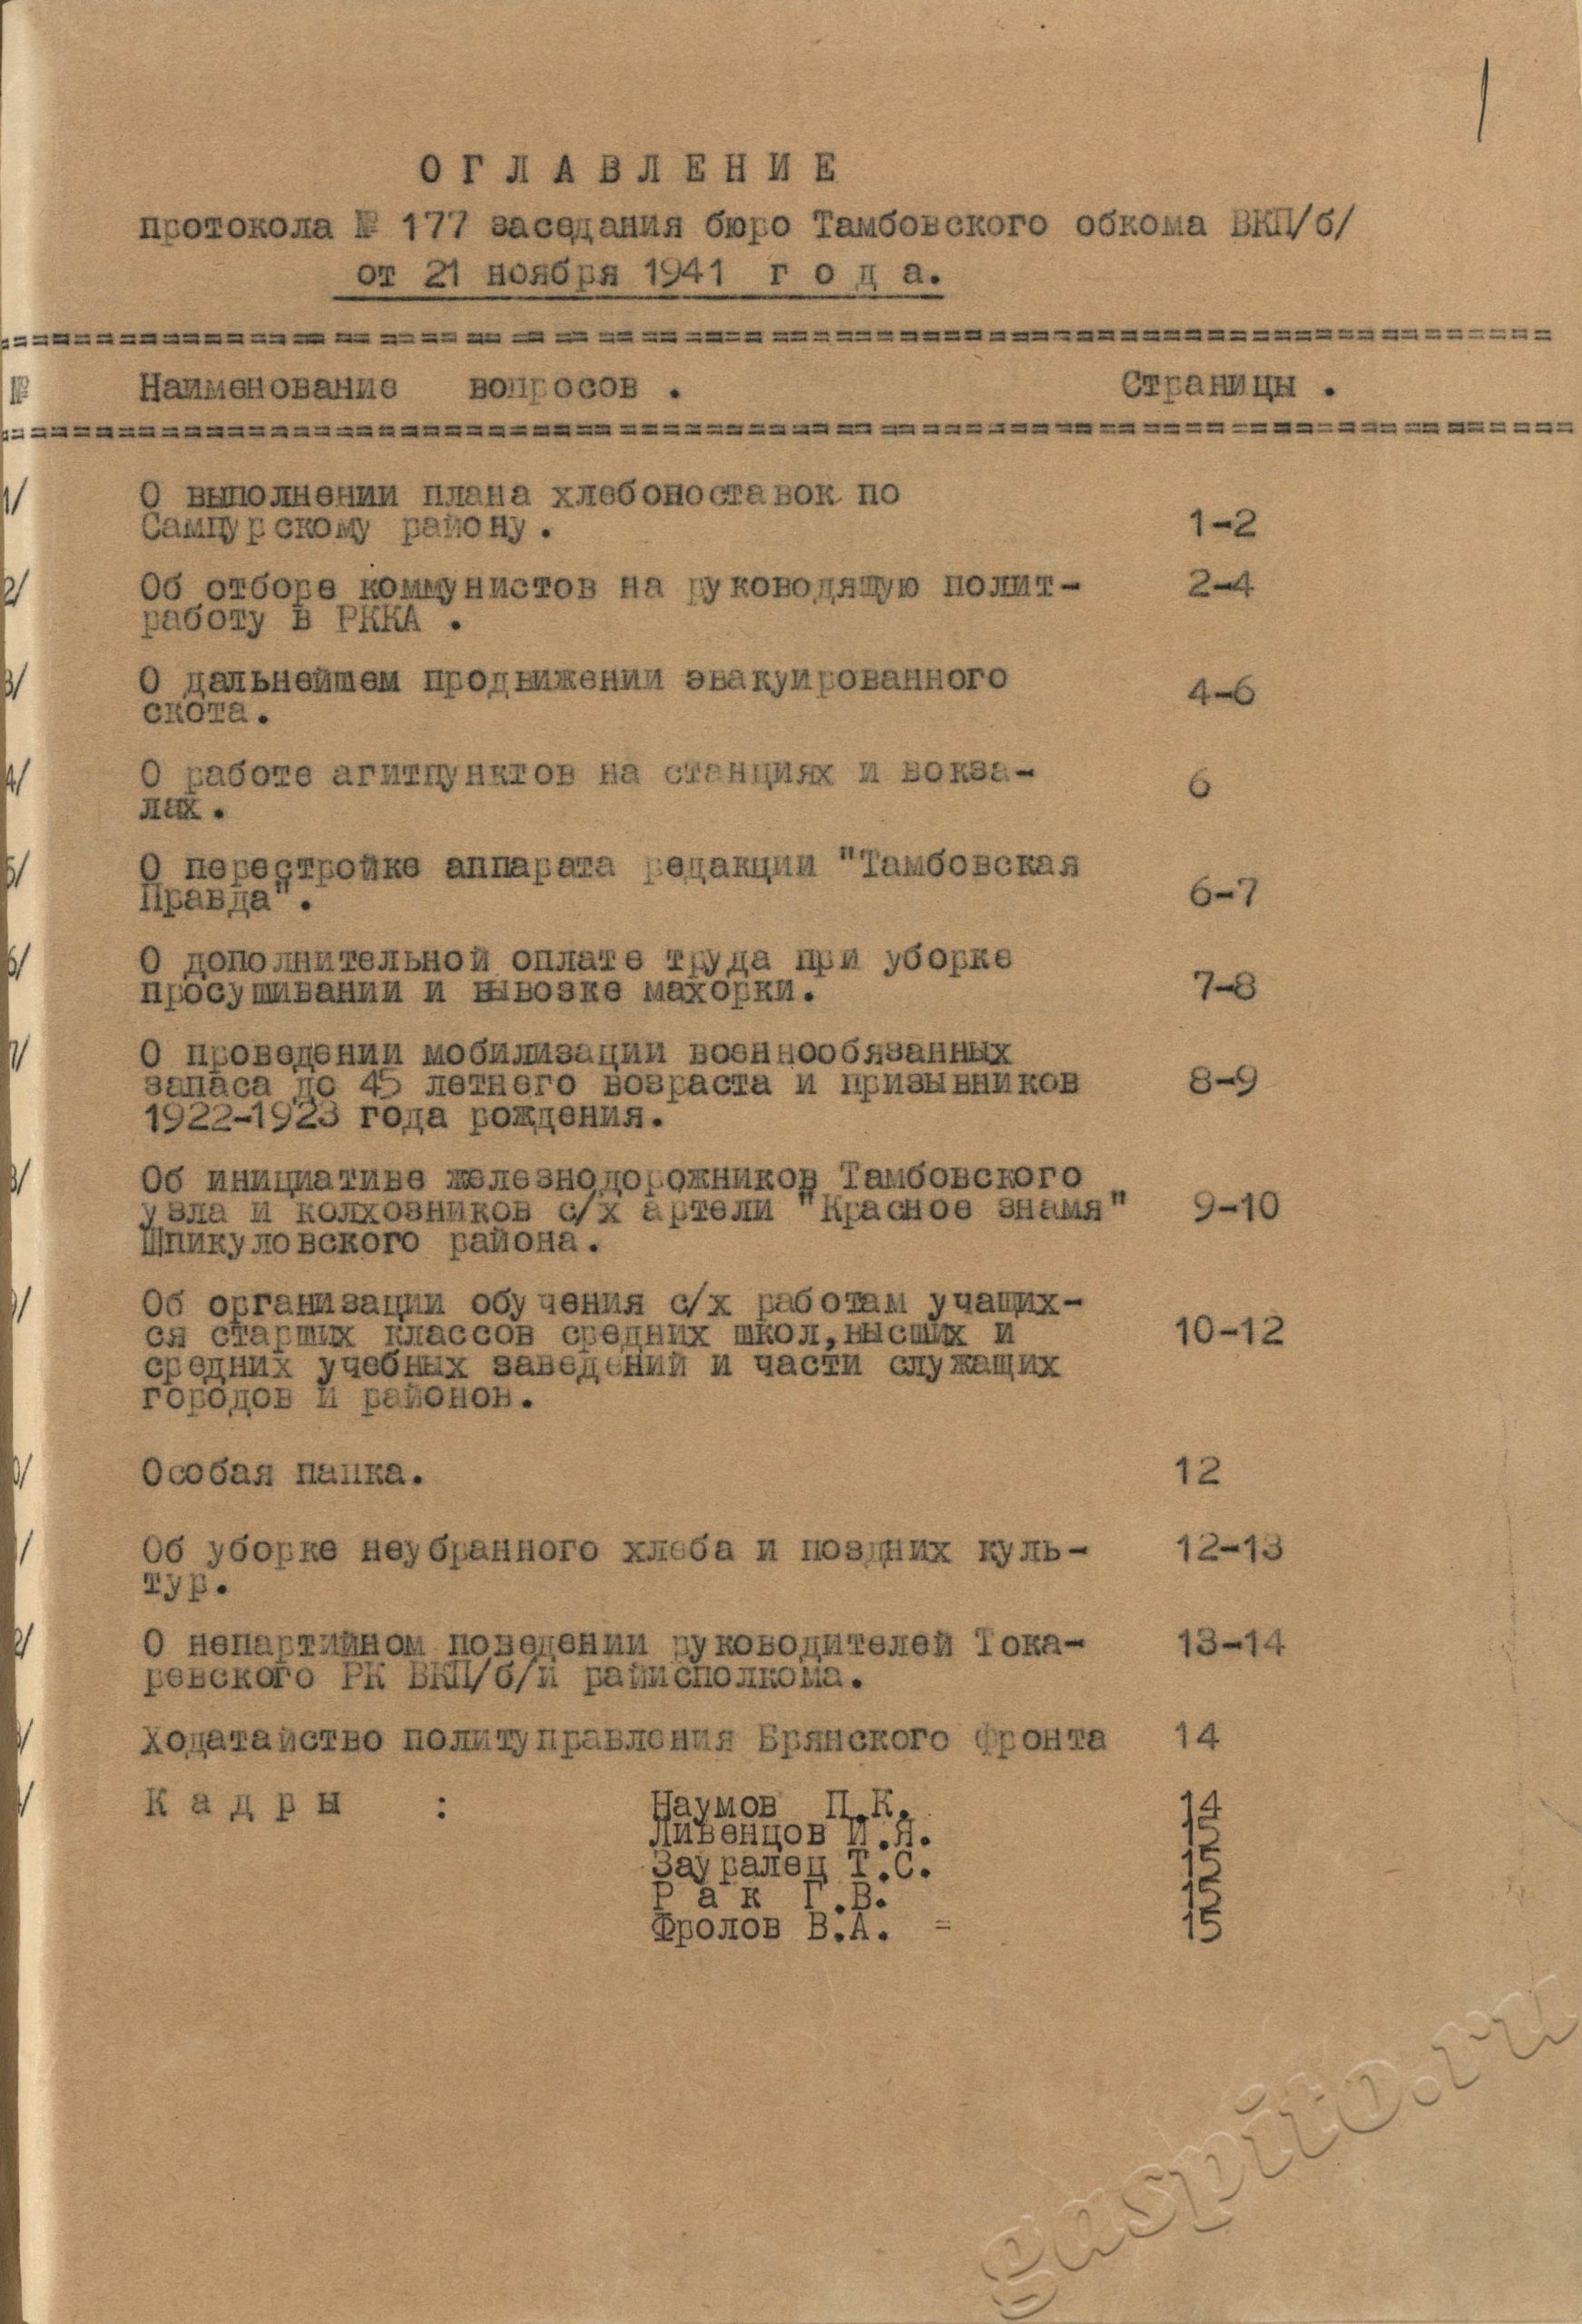 1
ОГЛАВЛЕНИЕ
протокола № 177 заседания бюро Тамбовского обкома ВКП/б/
от 21 ноября 1941 года.
№ Наименование вопросов . Страницы .
1/ О выполнении плана хлебопоставок по
Сампурскому району. 1-2
2/ Об отборе коммунистов на руководящую полит- 2-4
работу в РККА .
3/ О дальнейшем продвижении эвакуированного
скота. 4-6
4/ О работе агитпунктов на станциях и вокза- 6
лах.
5/ О перестройке аппарата редакции "Тамбовская
Правда". 6-7
6/ О дополнительной оплате труда при уборке
просушивании и вывозке махорки. 7-8
7/ О проведении мобилизации военнообязанных
запаса до 45 летнего возраста и призывников 8-9
1922-1923 года рождения.
8/ Об инициативе железнодорожников Тамбовского
узла и колхозников с/х артели "Красное знамя" 9-10
Шпикуловского района.
/ Об организации обучения с/х работам учащих-
ся старших классов средних школ,высших и 10-12
средних учебных заведений и части служащих
городов и районов.
0/ Особая папка. 12
/ Об уборке неубранного хлеба и поздних куль- 12-13
тур.
2/ О непартийном поведении руководителей Тока- 13-14
ревского РК ВКП/б/и райисполкома.
/ Ходатайство политуправления Брянского фронта 14
/ Кадры : Наумов П.К. 14
Ливенцов И.Я. 15
Зауралец Т.С. 15
Рак Г.В. 15
Фролов В.А. = 15
gaspito.ru